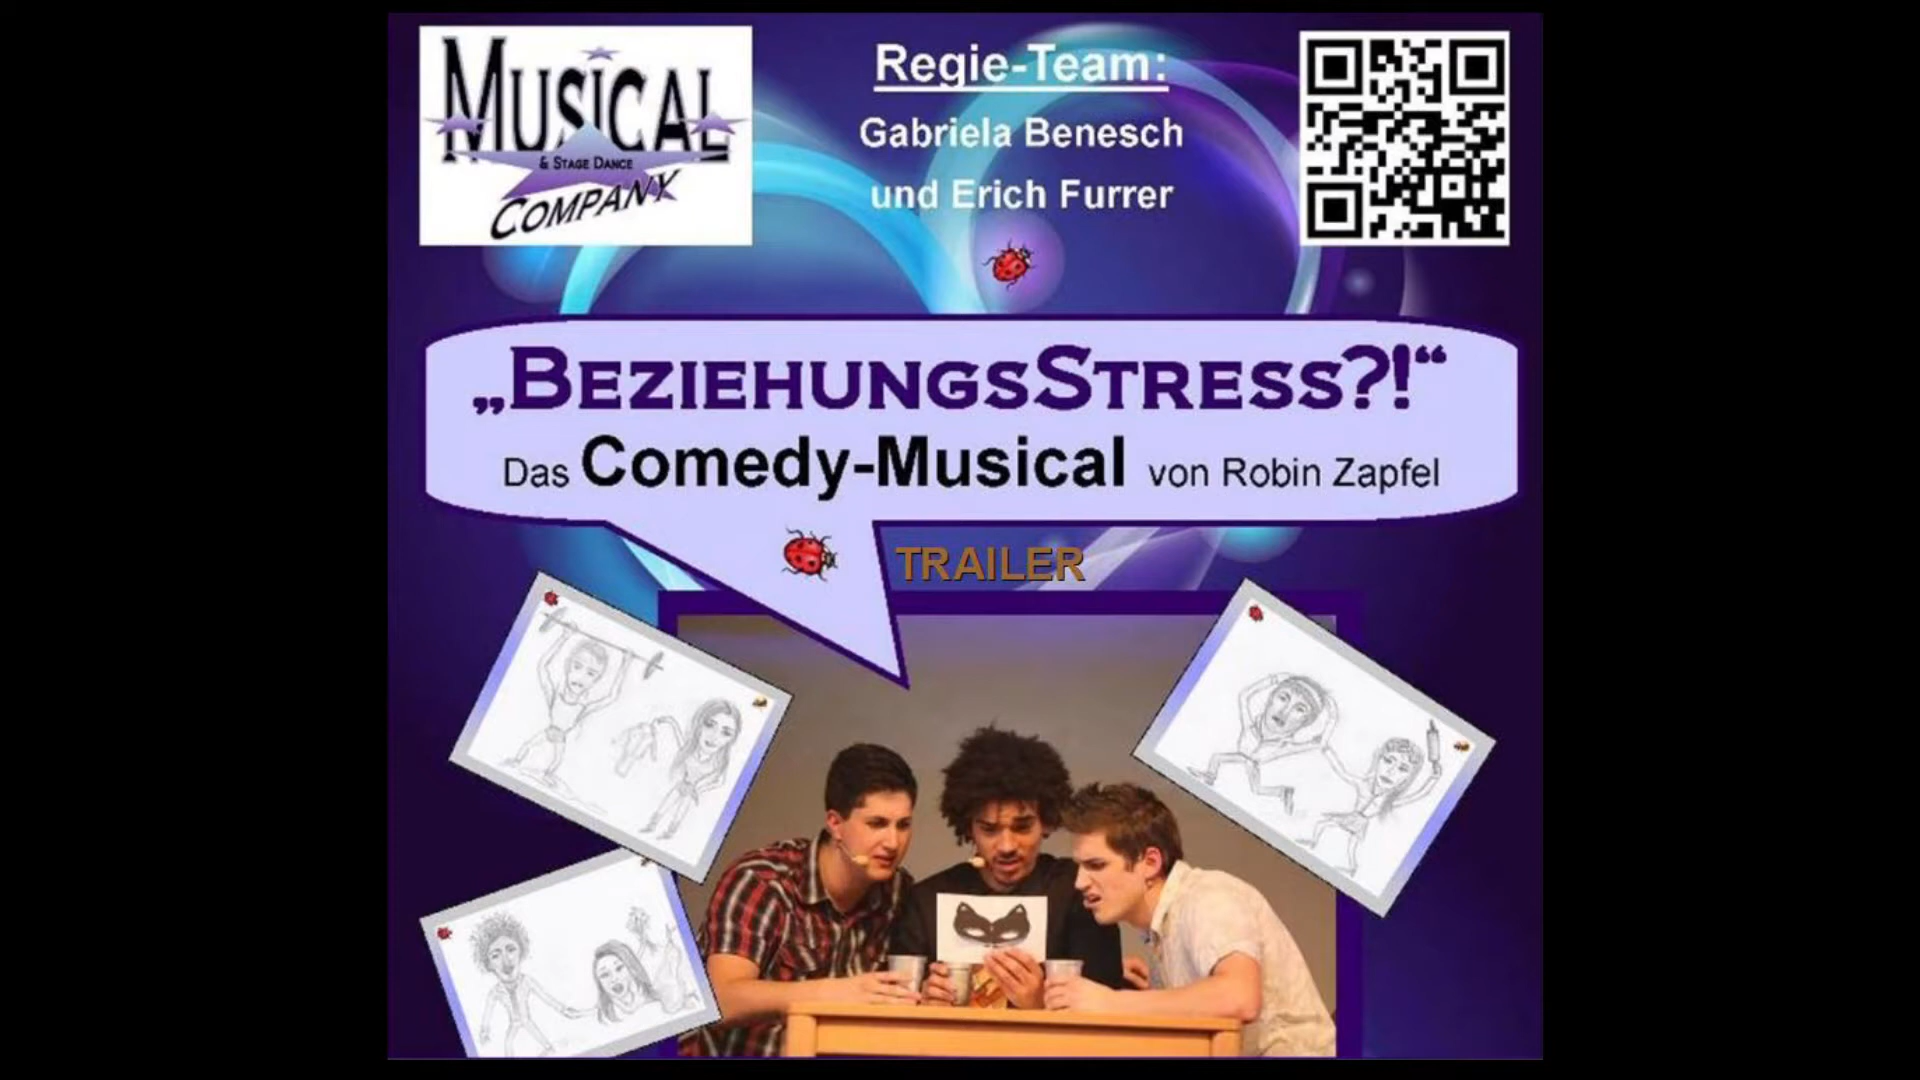 MUSICAL
& STAGE DANCE
COMPANY
Regie-Team:
Gabriela Benesch
und Erich Furrer
„BEZIEHUNGSSTRESS?!“
Das Comedy-Musical von Robin Zapfel
TRAILER